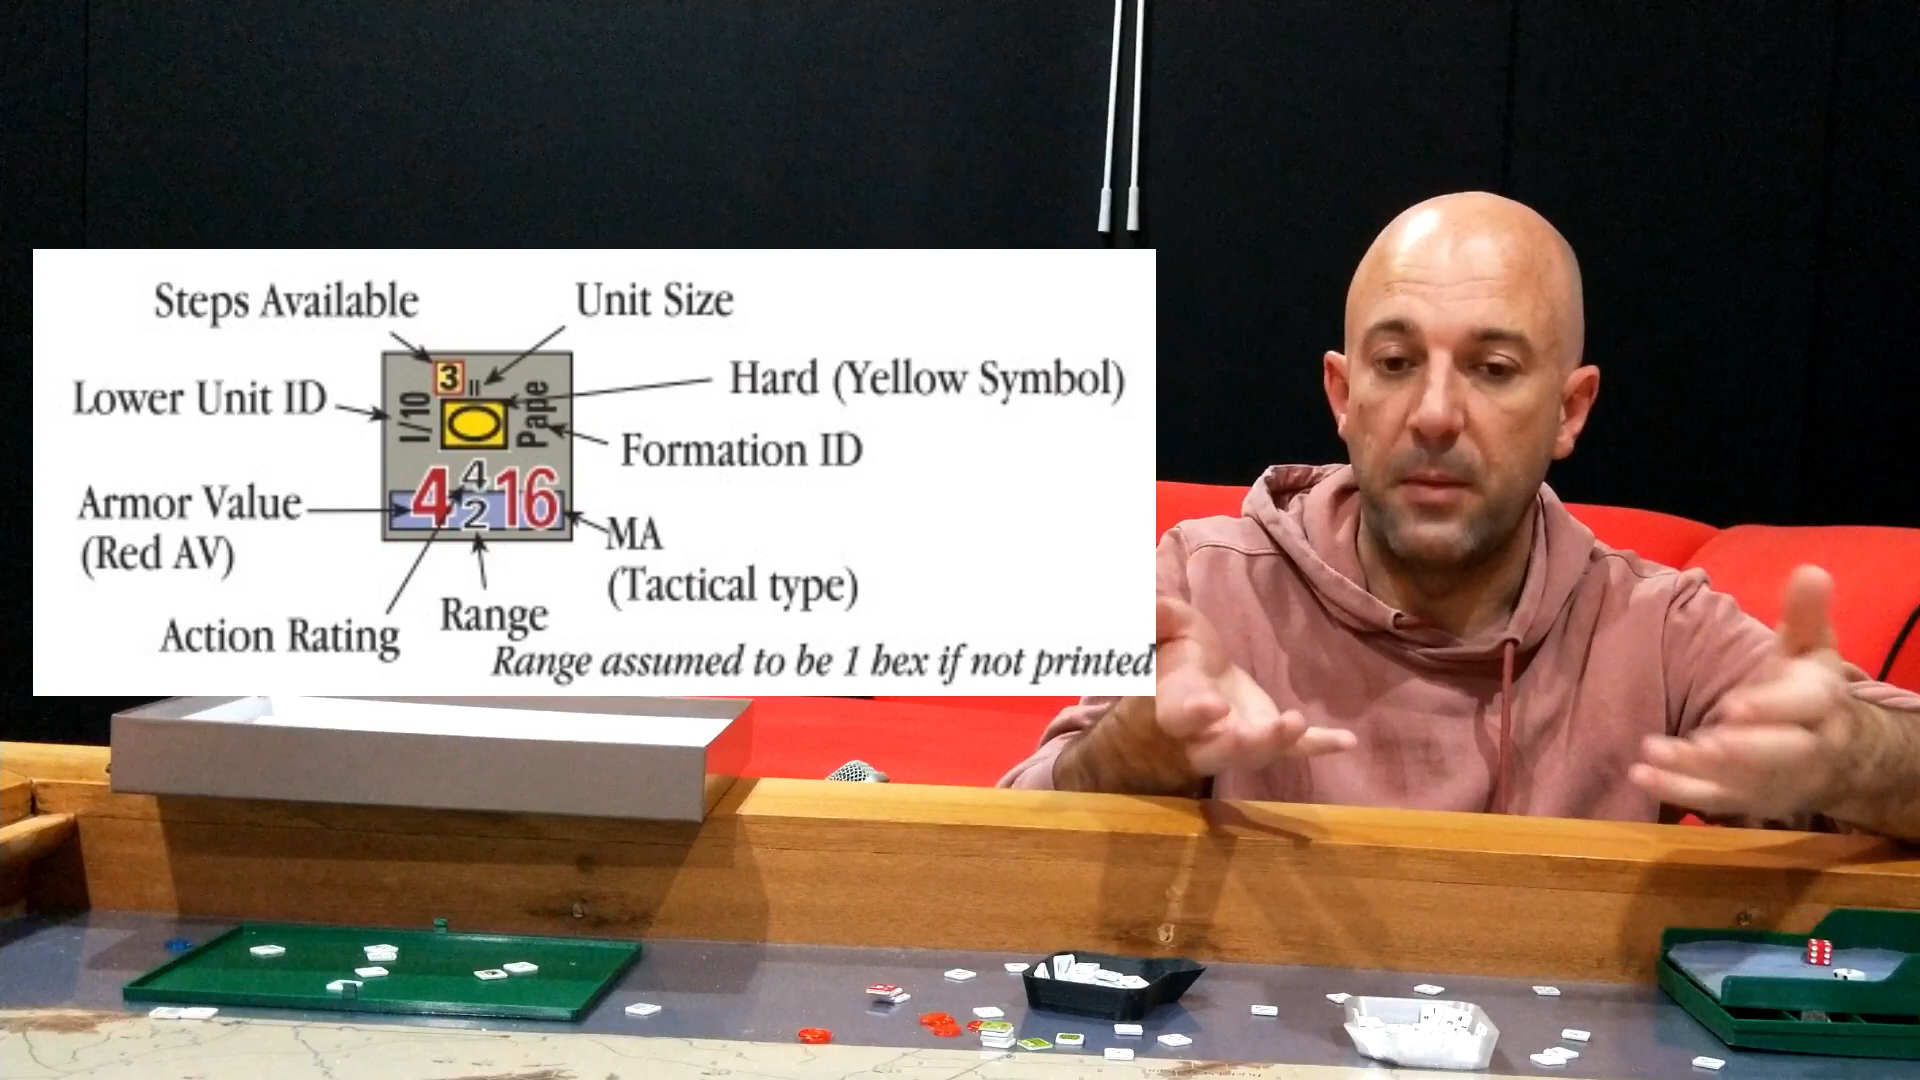 Steps Available
Unit Size
Hard (Yellow Symbol)
Lower Unit ID
Formation ID
Armor Value
(Red AV)
MA
(Tactical type)
Action Rating
Range
Range assumed to be 1 hex if not printed
3
II
I/10
Pape
4
4
2
16